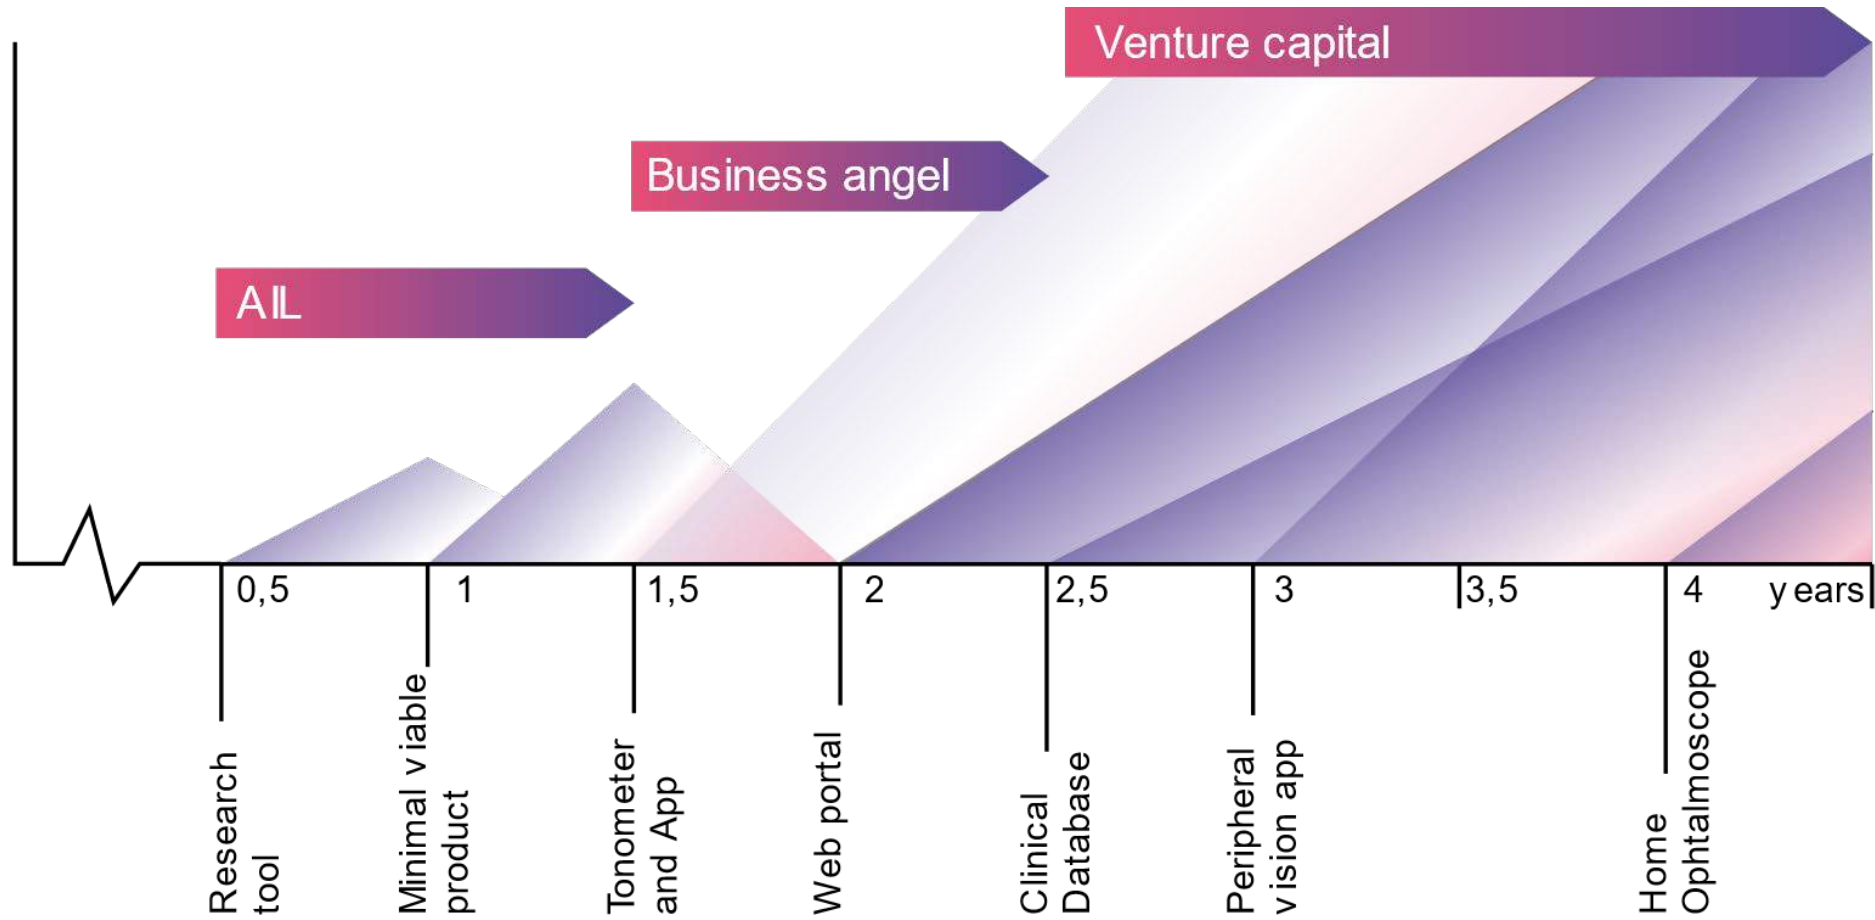 Venture capital
Business angel
AIL
0,5
1
1,5
2
2,5
3
3,5
4
years
Research
tool
Minimal viable
product
Tonometer
and App
Web portal
Clinical
Database
Peripheral
vision app
Home
Ophtalmoscope